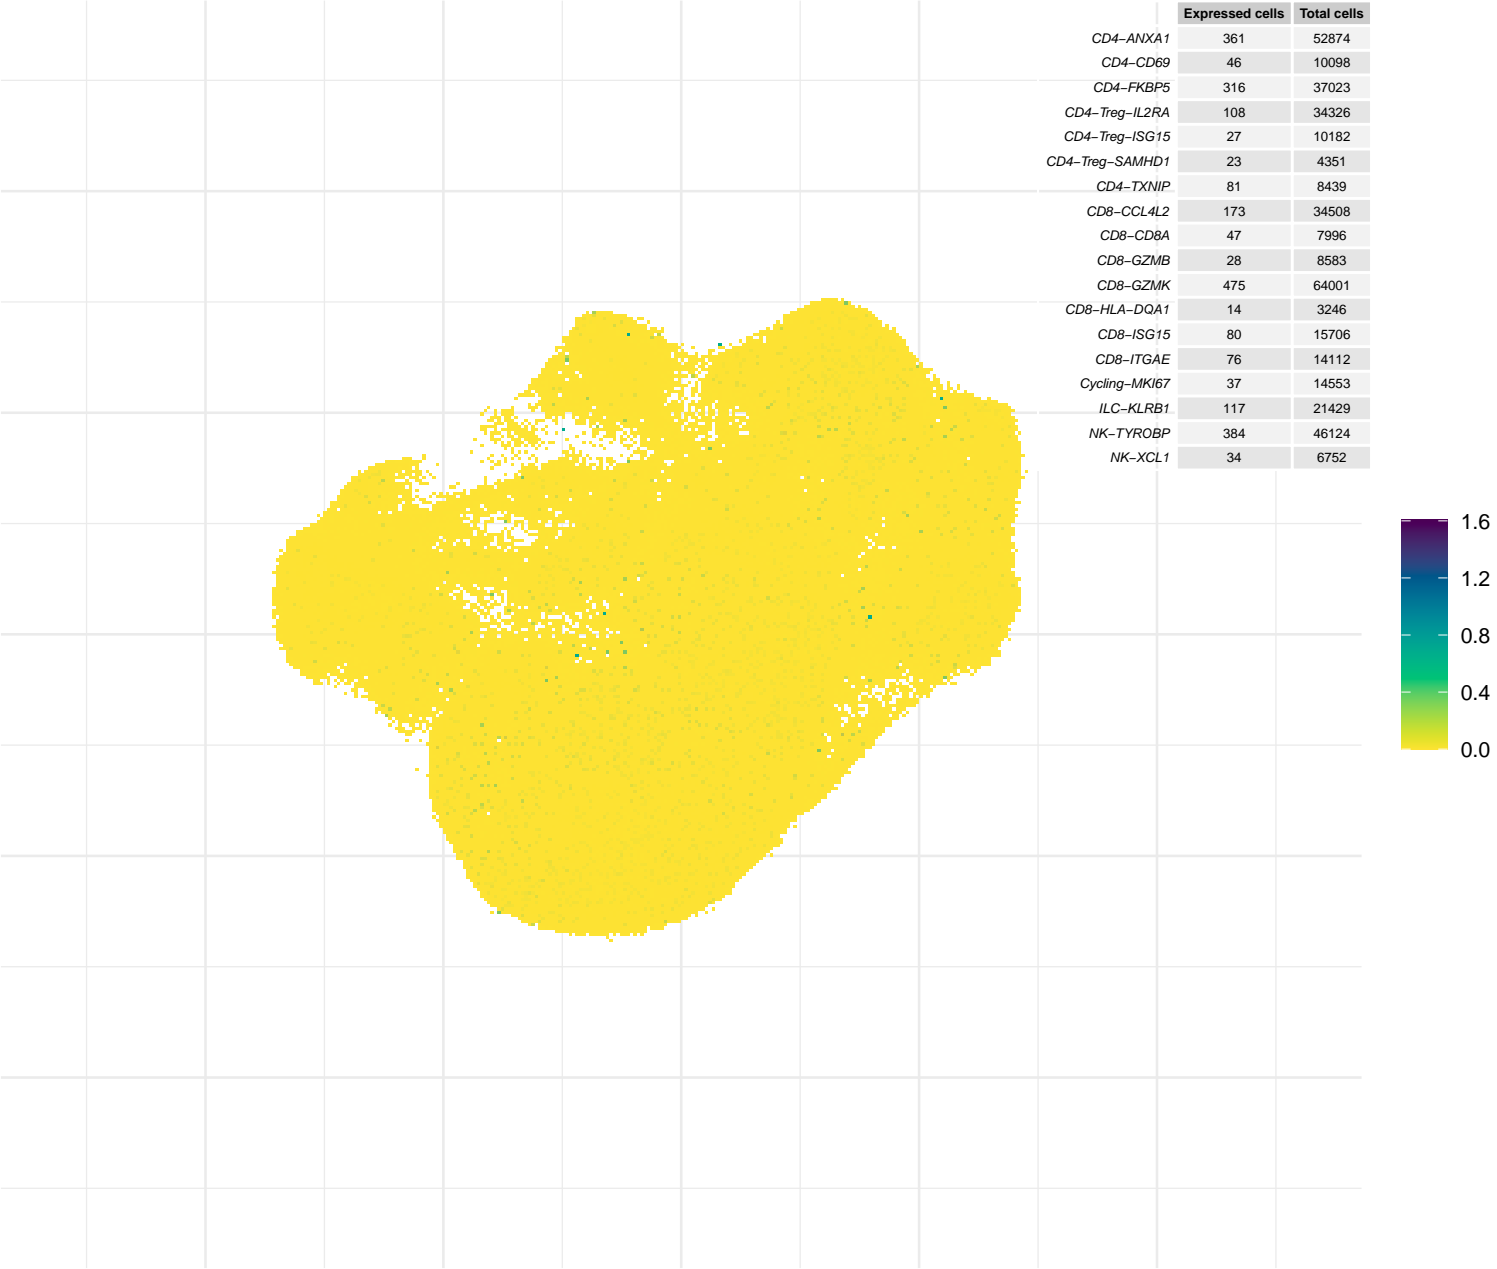 Expressed cells Total cells
CD4−ANXA1 361 52874
CD4−CD69 46 10098
CD4−FKBP5 316 37023
CD4−Treg−IL2RA 108 34326
CD4−Treg−ISG15 27 10182
CD4−Treg−SAMHD1 23 4351
CD4−TXNIP 81 8439
CD8−CCL4L2 173 34508
CD8−CD8A 47 7996
CD8−GZMB 28 8583
CD8−GZMK 475 64001
CD8−HLA−DQA1 14 3246
CD8−ISG15 80 15706
CD8−ITGAE 76 14112
Cycling−MKI67 37 14553
ILC−KLRB1 117 21429
NK−TYROBP 384 46124
NK−XCL1 34 6752
1.6
1.2
0.8
0.4
0.0